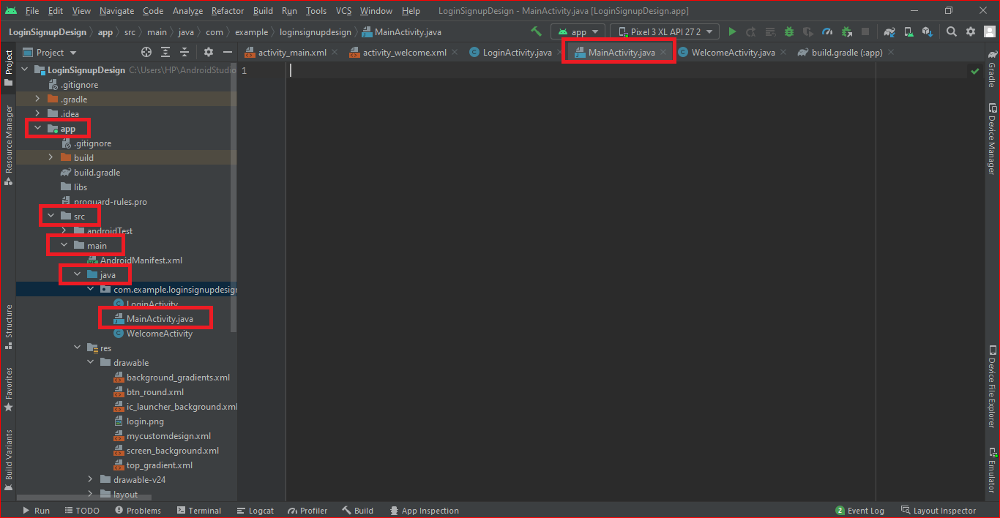 File Edit View Navigate Code Analyze Refactor Build Run Tools VCS Window Help LoginSignupDesign - MainActivity.java [LoginSignupDesign.app]
LoginSignupDesign app src main java com example loginsignupdesign MainActivity.java app Pixel 3 XL API 27 2
Project activity_main.xml activity_welcome.xml LoginActivity.java MainActivity.java WelcomeActivity.java build.gradle (:app)
LoginSignupDesign C:\Users\HP\AndroidStudio
1
.gitignore
.gradle
.idea
app
.gitignore
build
build.gradle
libs
proguard-rules.pro
src
androidTest
main
AndroidManifest.xml
java
com.example.loginsignupdesign
LoginActivity
MainActivity.java
WelcomeActivity
res
drawable
background_gradients.xml
btn_round.xml
ic_launcher_background.xml
login.png
mycustomdesign.xml
screen_background.xml
top_gradient.xml
drawable-v24
layout
Project
Resource Manager
Structure
Favorites
Build Variants
Gradle
Device Manager
Device File Explorer
Emulator
Run TODO Problems Terminal Logcat Profiler Build App Inspection 2 Event Log Layout Inspector